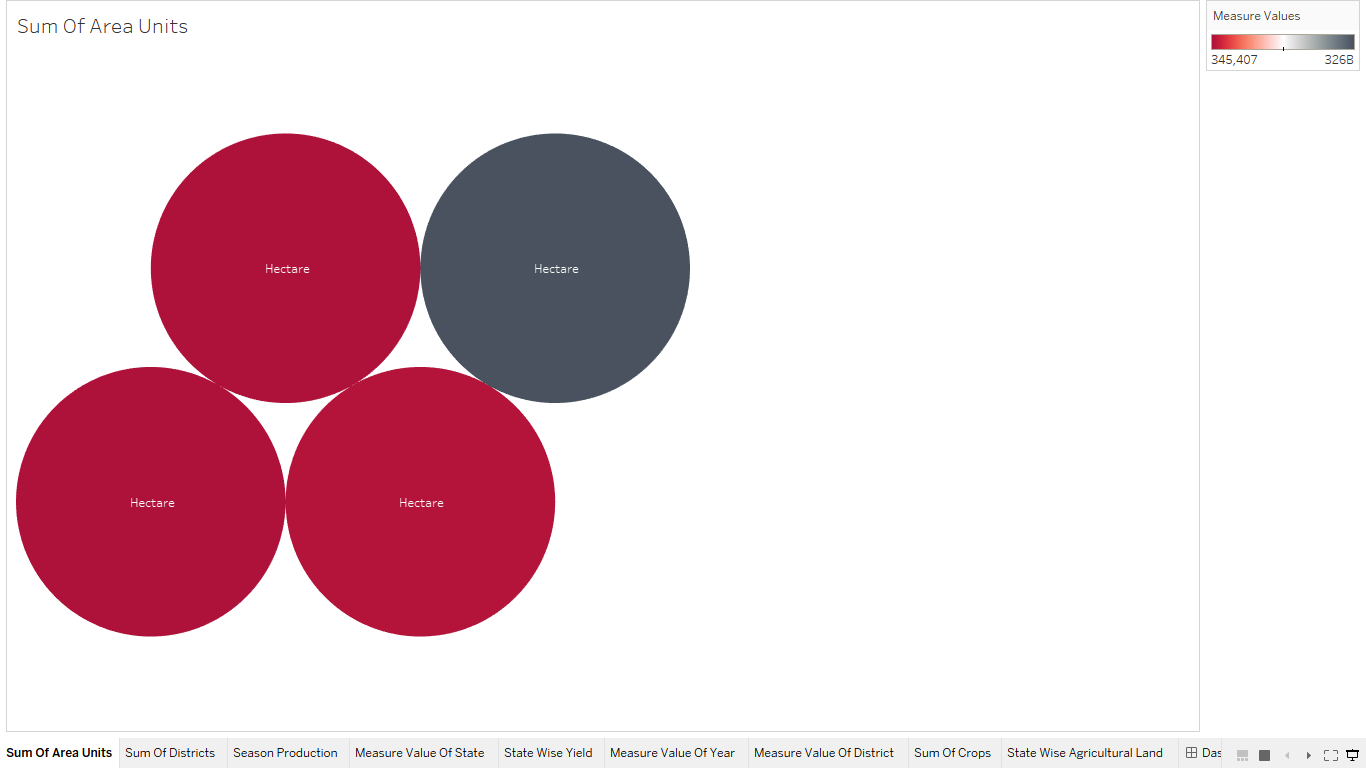 Sum Of Area Units
Measure Values
345,407 326B
Hectare Hectare
Hectare Hectare
Sum Of Area Units Sum Of Districts Season Production Measure Value Of State State Wise Yield Measure Value Of Year Measure Value Of District Sum Of Crops State Wise Agricultural Land Das